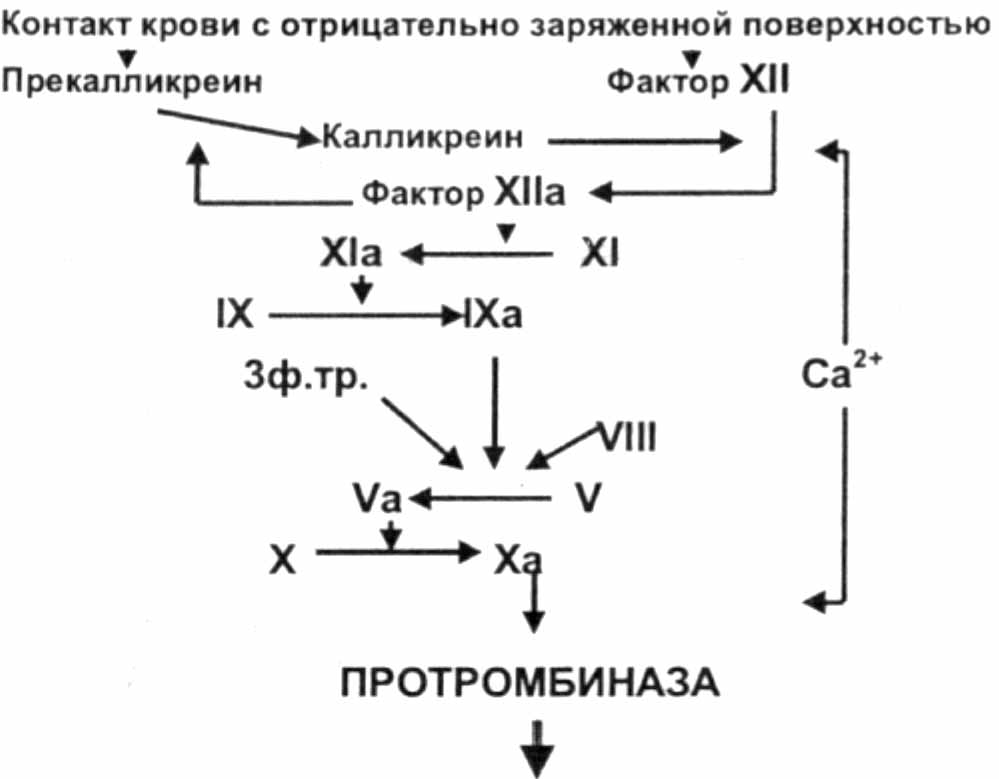 Контакт крови с отрицательно заряженной поверхностью
Прекалликреин Фактор XII
Калликреин
Фактор XIIa
XIa XI
IX IXa
3ф.тр. Ca²⁺
VIII
Va V
X Xa
ПРОТРОМБИНАЗА